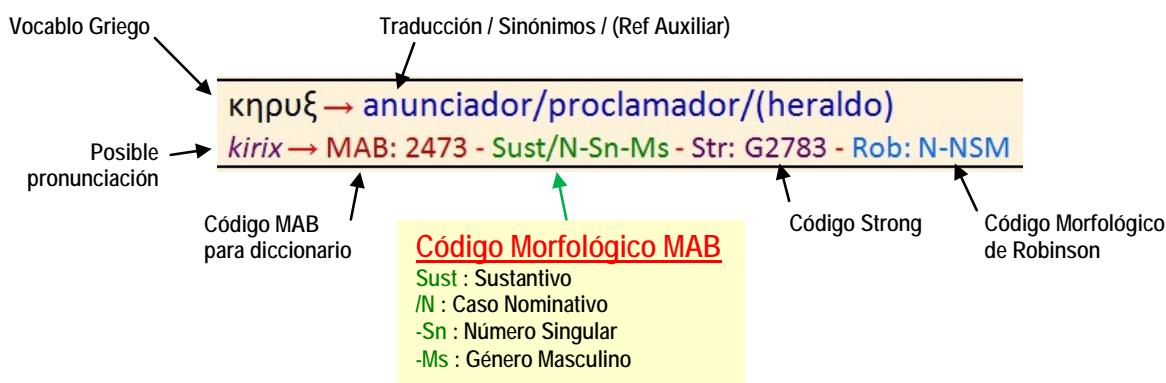 Vocablo Griego
Traducción / Sinónimos / (Ref Auxiliar)
κηρυξ → anunciador/proclamador/(heraldo)
kirix → MAB: 2473 - Sust/N-Sn-Ms - Str: G2783 - Rob: N-NSM
Posible
pronunciación
Código MAB
para diccionario
Código Morfológico MAB
Sust : Sustantivo
/N : Caso Nominativo
-Sn : Número Singular
-Ms : Género Masculino
Código Strong
Código Morfológico
de Robinson